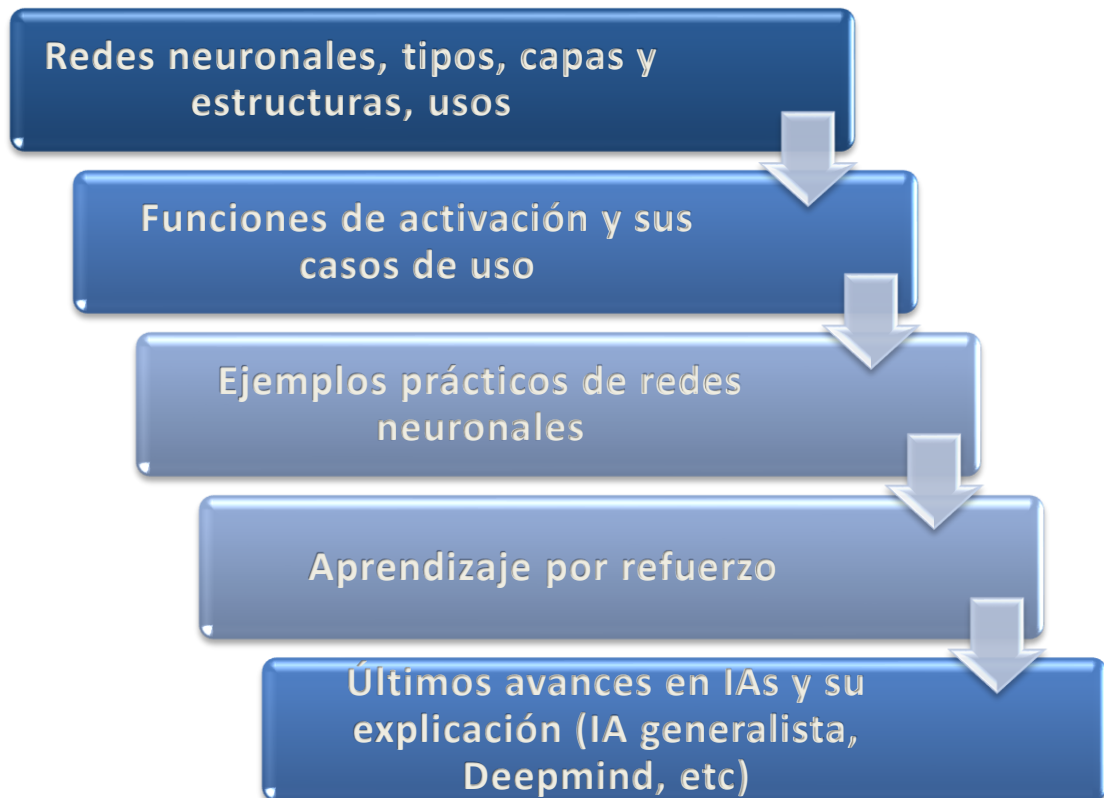 Redes neuronales, tipos, capas y
estructuras, usos
Funciones de activación y sus
casos de uso
Ejemplos prácticos de redes
neuronales
Aprendizaje por refuerzo
Últimos avances en IAs y su
explicación (IA generalista,
Deepmind, etc)